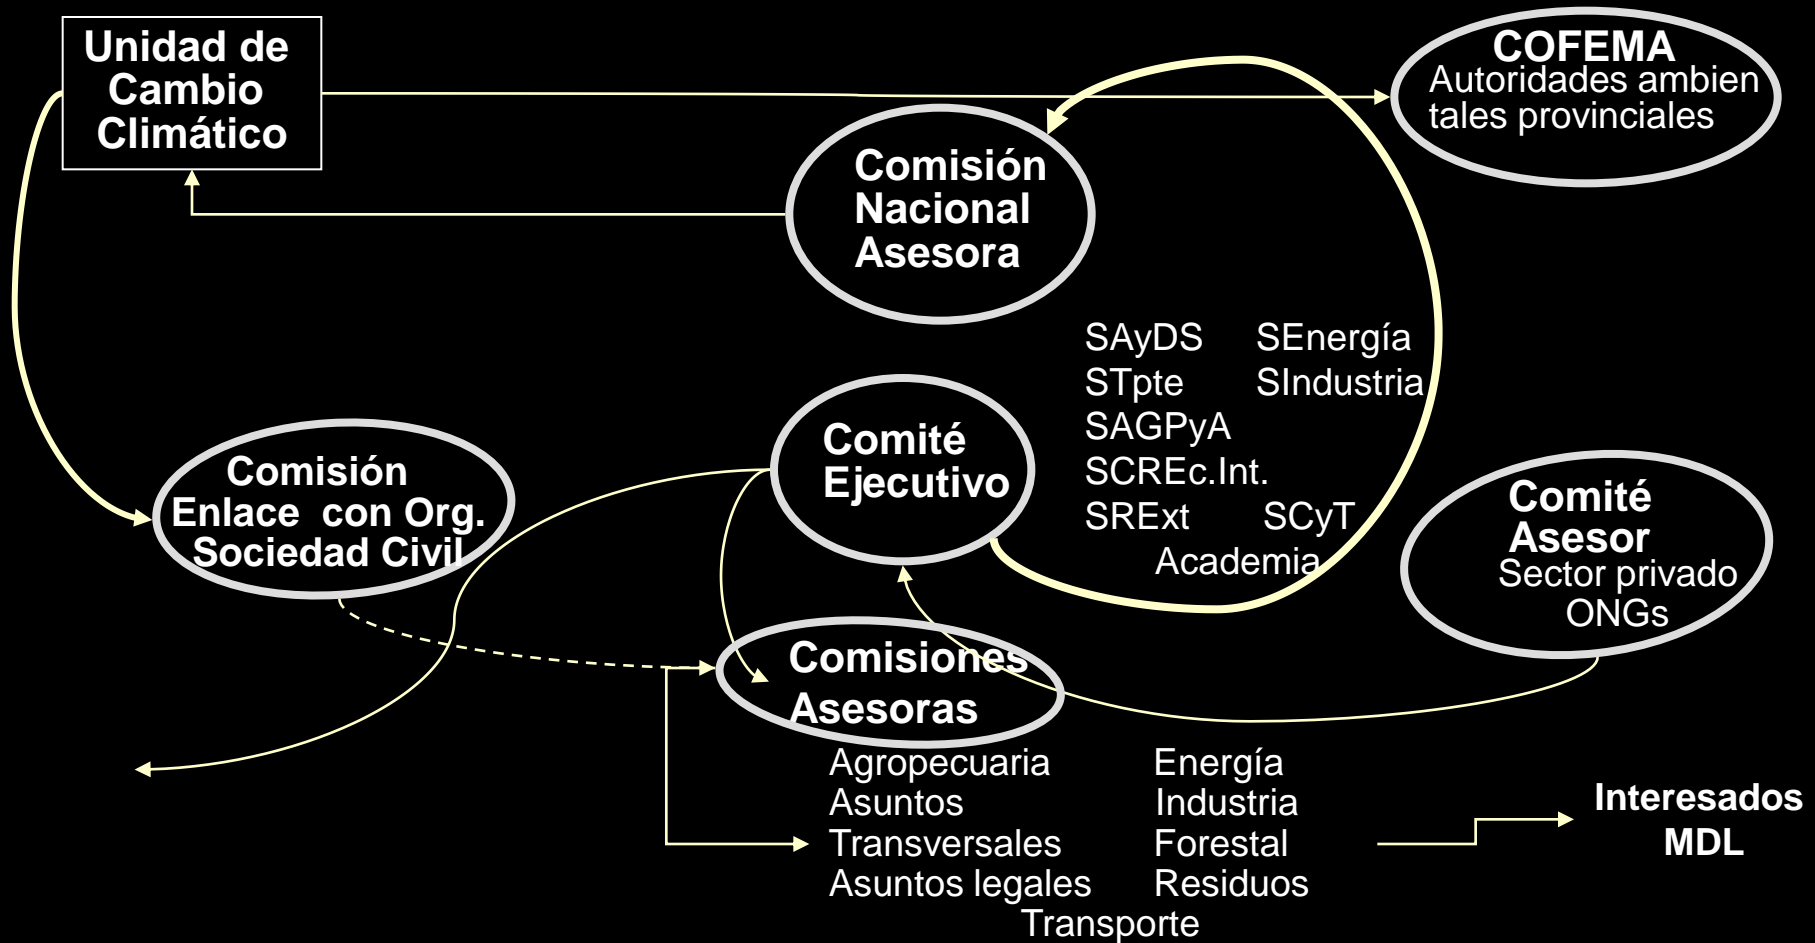 Unidad de
Cambio
Climático
COFEMA
Autoridades ambien
tales provinciales
Comisión
Nacional
Asesora
SAyDS SEnergía
STpte SIndustria
SAGPyA
SCREc.Int.
SRExt SCyT
Academia
Comité
Ejecutivo
Comisión
Enlace con Org.
Sociedad Civil
Comité
Asesor
Sector privado
ONGs
Comisiones
Asesoras
Agropecuaria Energía
Asuntos Industria
Transversales Forestal
Asuntos legales Residuos
Transporte
Interesados
MDL